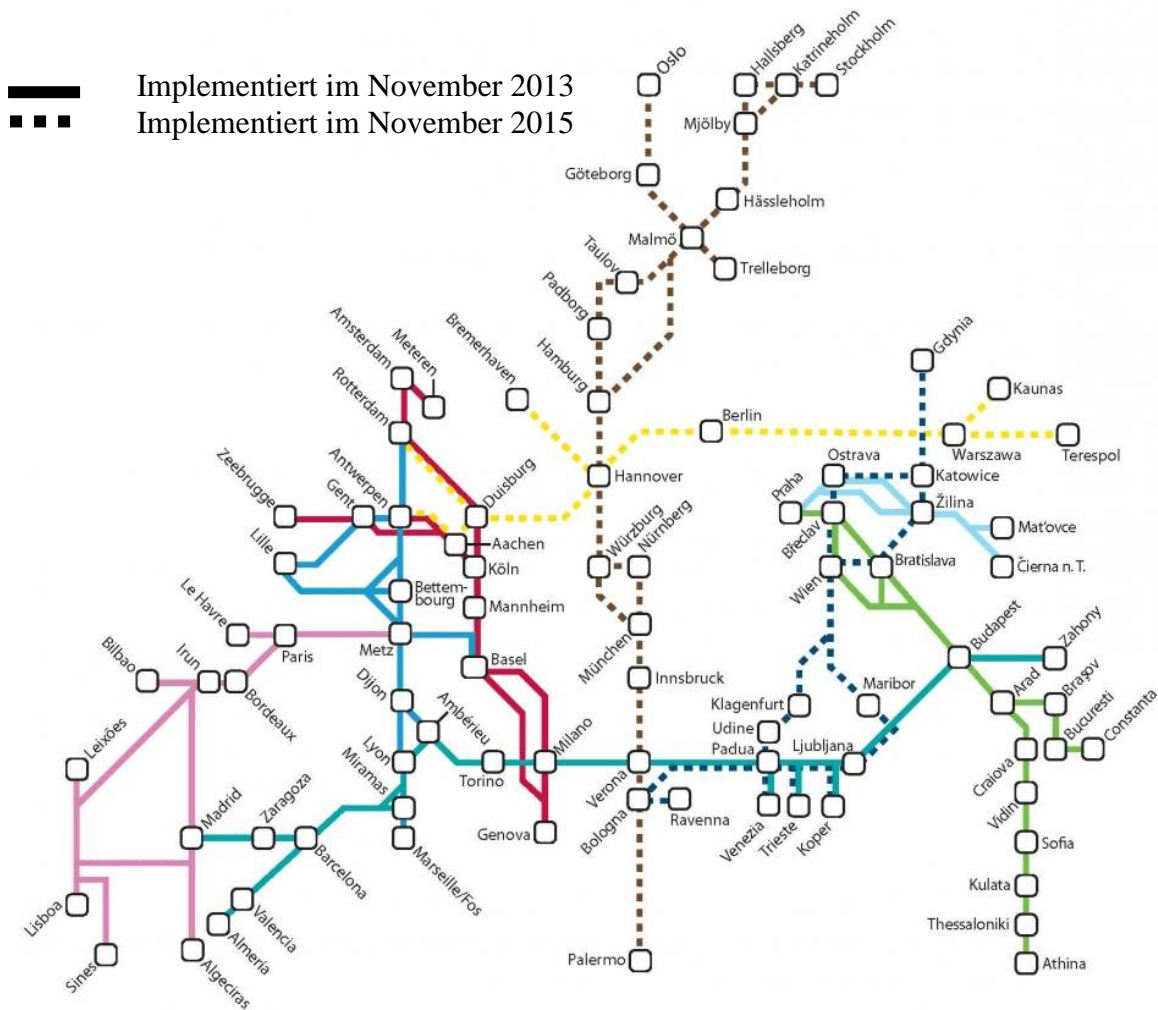 Implementiert im November 2013
Implementiert im November 2015
Oslo
Hallsberg
Katrineholm
Stockholm
Mjölby
Göteborg
Hässleholm
Malmö
Taulov
Trelleborg
Padborg
Hamburg
Bremerhaven
Amsterdam
Meteren
Rotterdam
Gdynia
Kaunas
Berlin
Warszawa
Terespol
Zeebrugge
Antwerpen
Gent
Duisburg
Hannover
Ostrava
Katowice
Praha
Žilina
Lille
Aachen
Köln
Würzburg
Nürnberg
Břeclav
Wien
Bratislava
Mat'ovce
Čierna n. T.
Bettem-
bourg
Mannheim
Le Havre
Paris
Metz
Basel
München
Budapest
Zahony
Bilbao
Irun
Bordeaux
Dijon
Ambérieu
Innsbruck
Klagenfurt
Maribor
Arad
Braşov
Bucuresti
Constanta
Leixões
Lyon
Miramas
Torino
Milano
Verona
Udine
Padua
Ljubljana
Craiova
Vidin
Madrid
Zaragoza
Barcelona
Marseille/Fos
Genova
Bologna
Ravenna
Venezia
Trieste
Koper
Sofia
Kulata
Thessaloniki
Athina
Lisboa
Sines
Algeciras
Almería
Valencia
Palermo